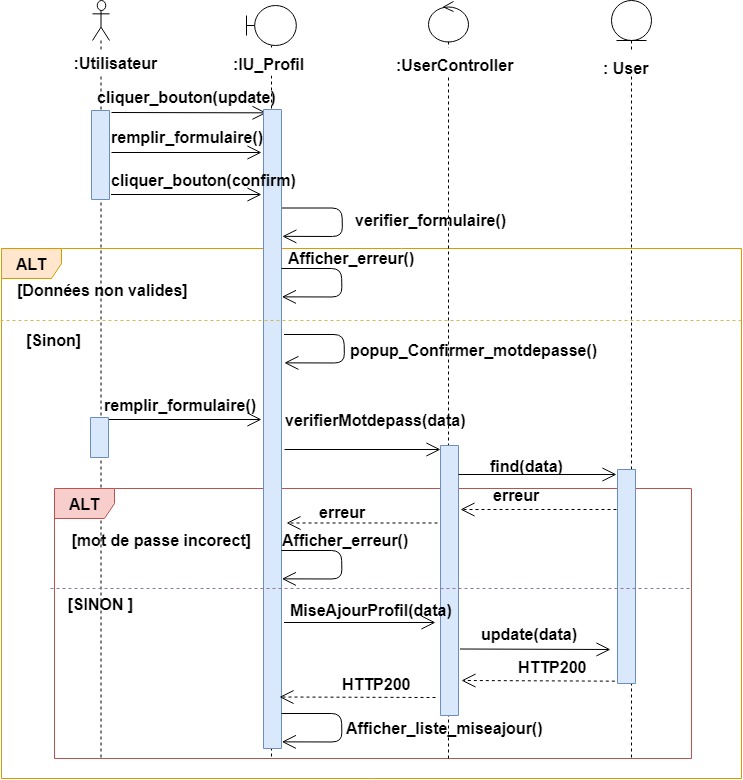 :Utilisateur
:IU_Profil
:UserController
: User
cliquer_bouton(update)
remplir_formulaire()
cliquer_bouton(confirm)
verifier_formulaire()
ALT
Afficher_erreur()
[Données non valides]
[Sinon]
popup_Confirmer_motdepasse()
remplir_formulaire()
verifierMotdepass(data)
find(data)
ALT
erreur
erreur
[mot de passe incorect]
Afficher_erreur()
[SINON ]
MiseAjourProfil(data)
update(data)
HTTP200
HTTP200
Afficher_liste_miseajour()